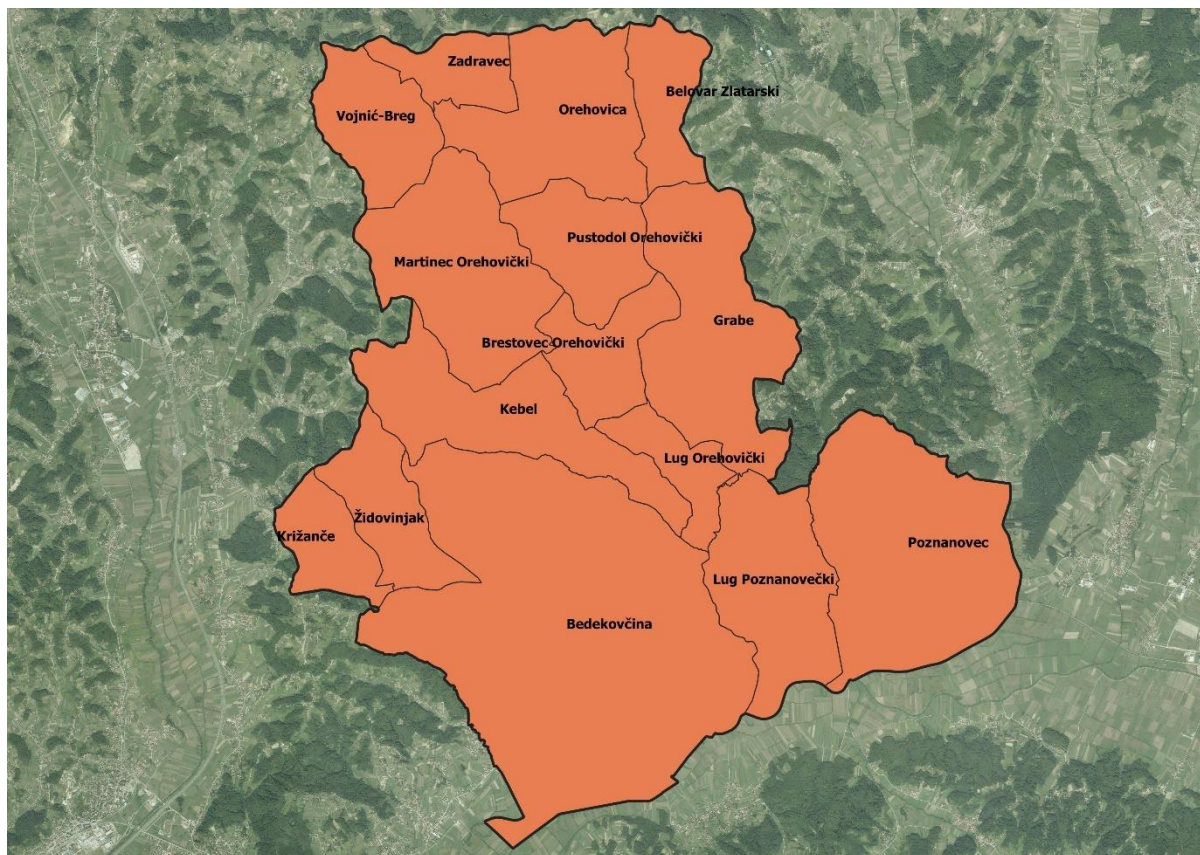 Zadravec
Belovar Zlatarski
Orehovica
Vojnić-Breg
Pustodol Orehovički
Martinec Orehovički
Grabe
Brestovec Orehovički
Kebel
Lug Orehovički
Židovinjak
Križanče
Poznanovec
Lug Poznanovečki
Bedekovčina